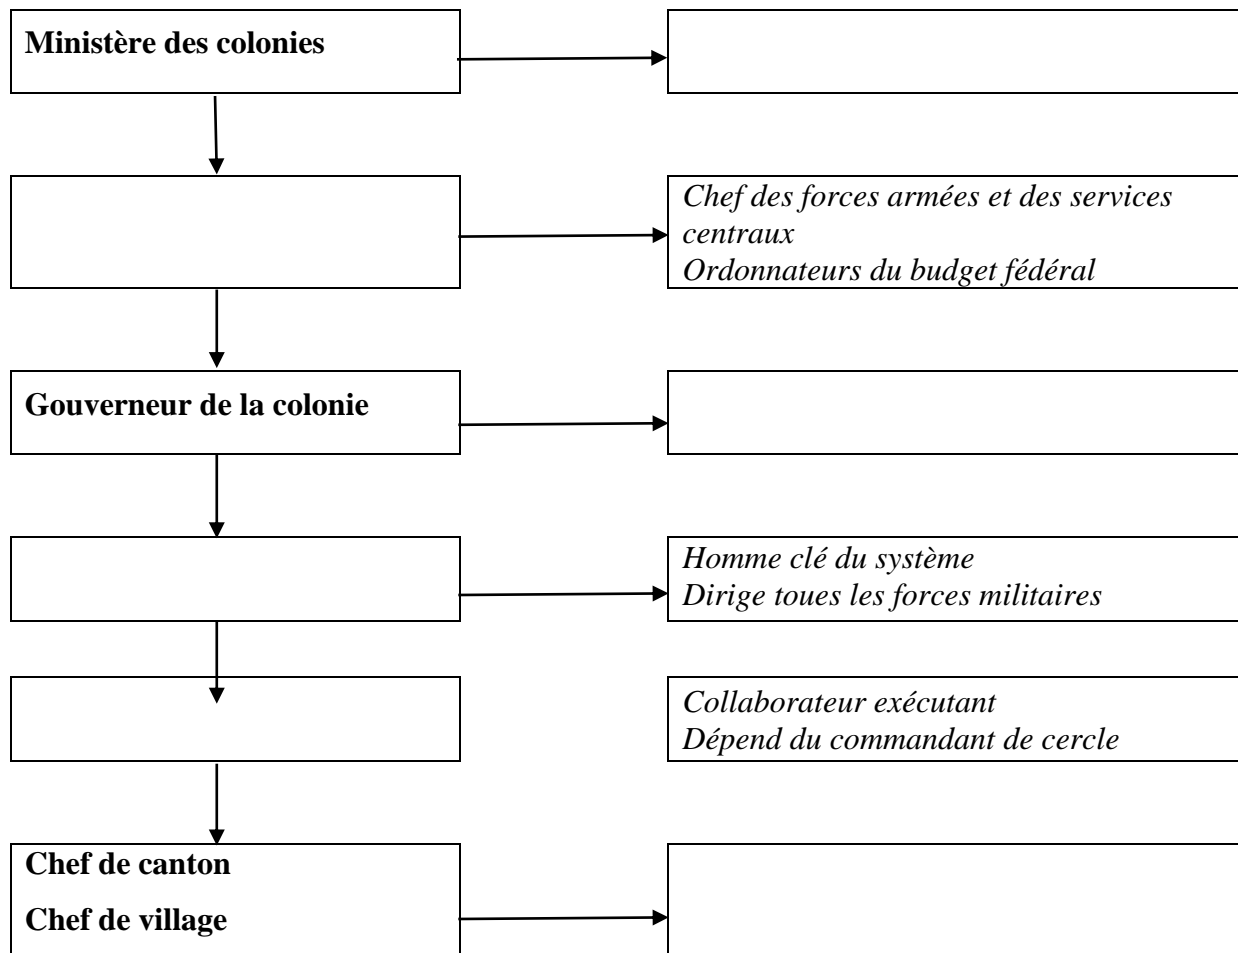 Ministère des colonies
Chef des forces armées et des services
centraux
Ordonnateurs du budget fédéral
Gouverneur de la colonie
Homme clé du système
Dirige toues les forces militaires
Collaborateur exécutant
Dépend du commandant de cercle
Chef de canton
Chef de village